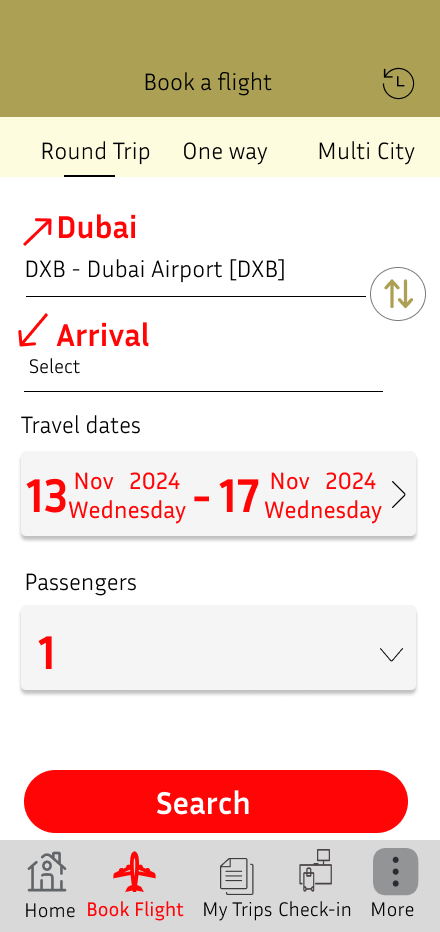 Book a flight
Round Trip One way Multi City
Dubai
DXB - Dubai Airport [DXB]
Arrival
Select
Travel dates
13 Nov 2024 Wednesday - 17 Nov 2024 Wednesday
Passengers
1
Search
Home Book Flight My Trips Check-in More